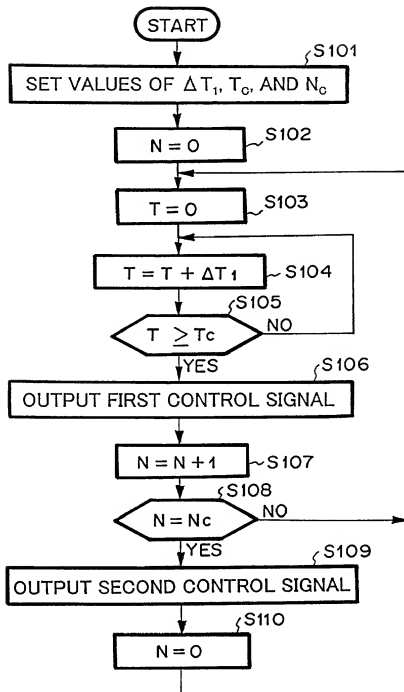 START
S101
SET VALUES OF ΔT₁, Tc, AND Nc
S102
N = 0
S103
T = 0
S104
T = T + ΔT1
S105
T ≥ Tc
NO
YES
S106
OUTPUT FIRST CONTROL SIGNAL
N = N+1
S107
S108
N = Nc
NO
YES
S109
OUTPUT SECOND CONTROL SIGNAL
S110
N = 0